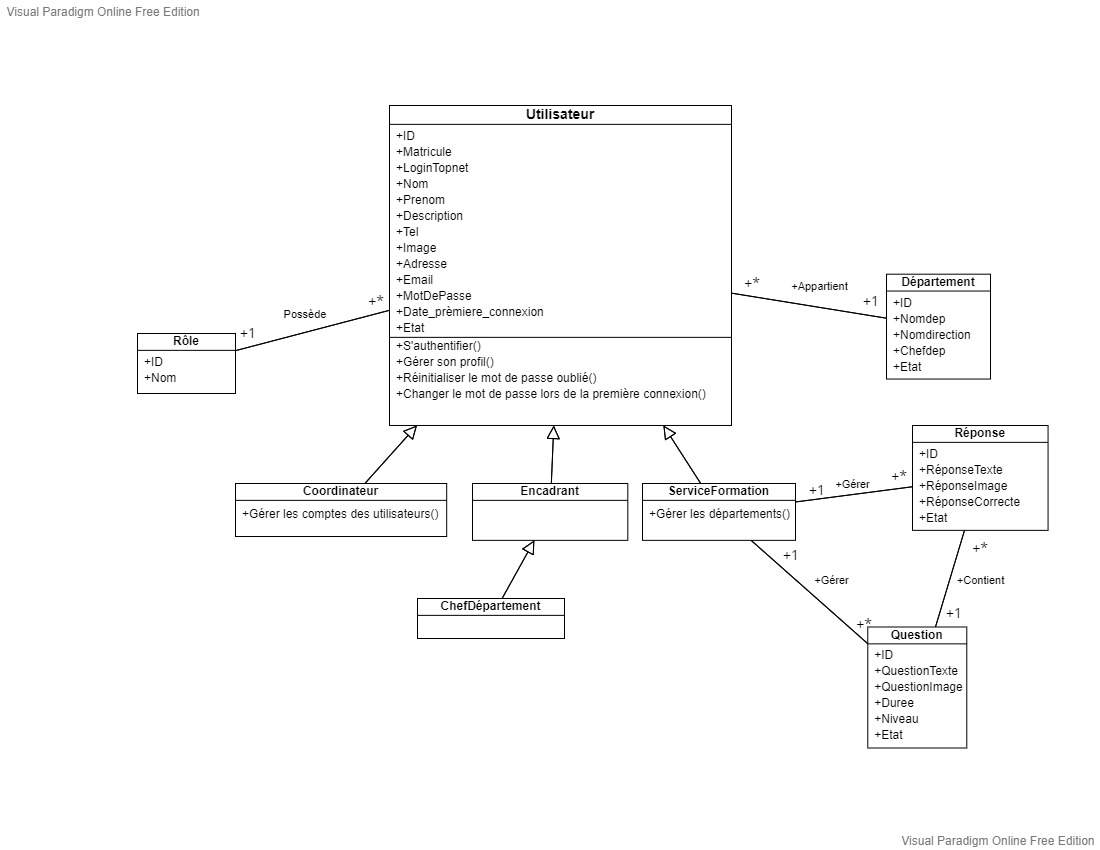 Visual Paradigm Online Free Edition
Utilisateur
+ID
+Matricule
+LoginTopnet
+Nom
+Prenom
+Description
+Tel
+Image
+Adresse
+Email
+MotDePasse
+Date_prèmiere_connexion
+Etat
+S'authentifier()
+Gérer son profil()
+Réinitialiser le mot de passe oublié()
+Changer le mot de passe lors de la première connexion()
+*
Possède
+1
Rôle
+ID
+Nom
+*
+Appartient
+1
Département
+ID
+Nomdep
+Nomdirection
+Chefdep
+Etat
Coordinateur
+Gérer les comptes des utilisateurs()
Encadrant
ServiceFormation
+Gérer les départements()
ChefDépartement
+1
+Gérer
+*
Réponse
+ID
+RéponseTexte
+RéponseImage
+RéponseCorrecte
+Etat
+*
+Contient
+1
+1
+Gérer
+*
Question
+ID
+QuestionTexte
+QuestionImage
+Duree
+Niveau
+Etat
Visual Paradigm Online Free Edition